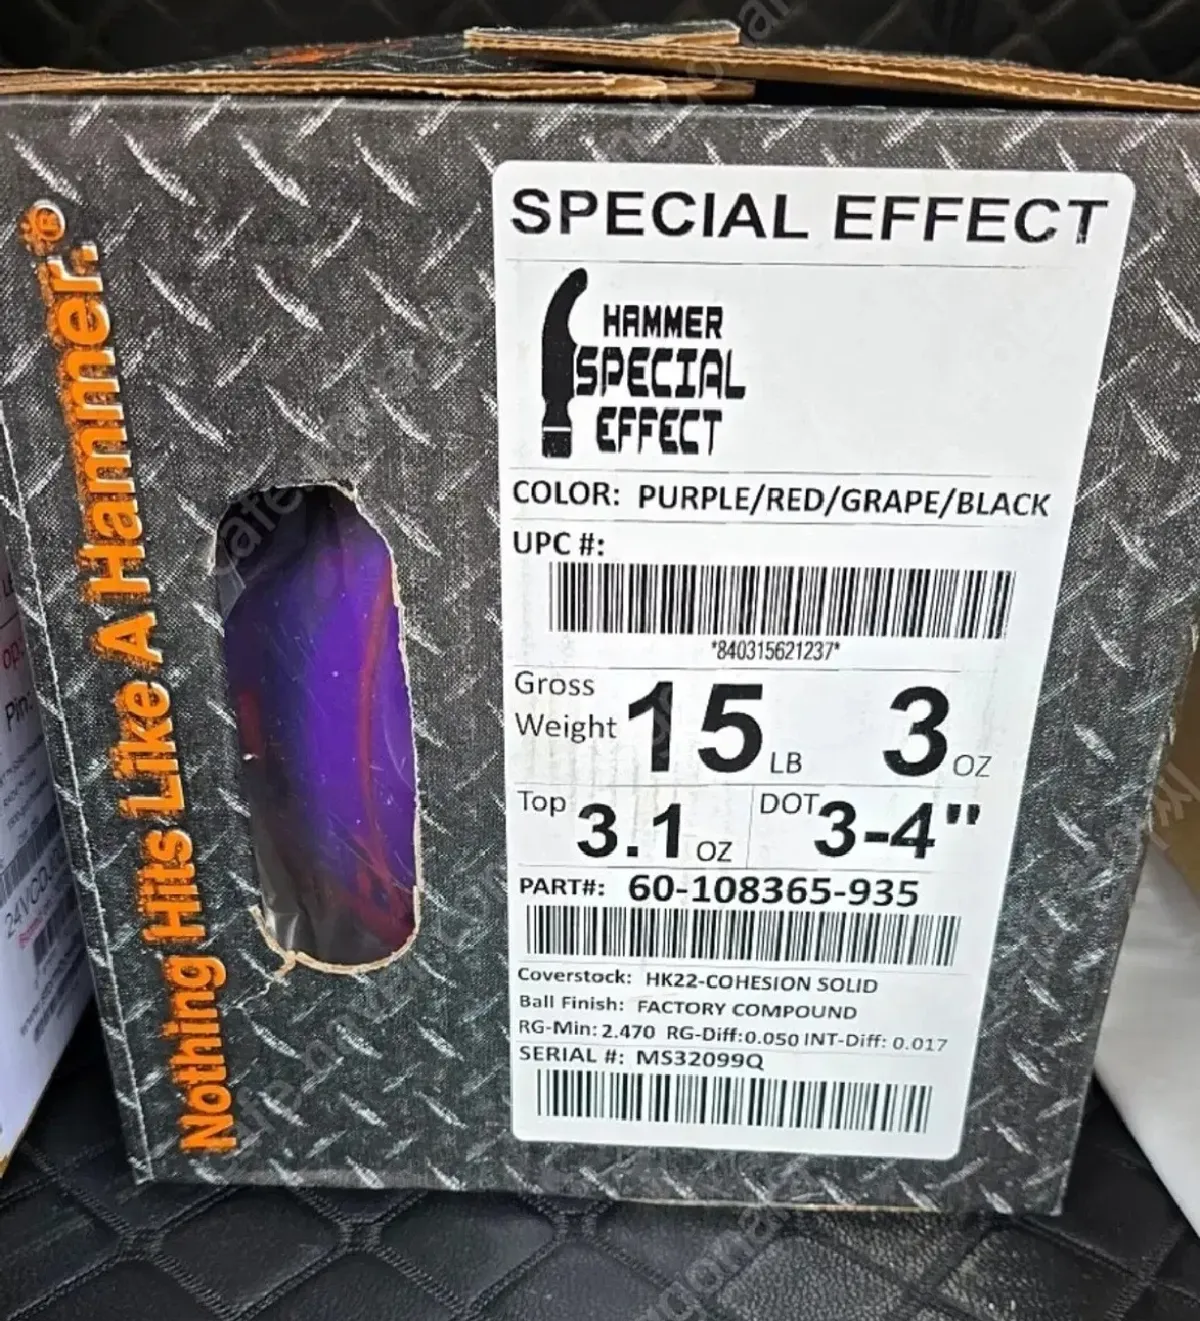 Nothing Hits Like A Hammer.®
SPECIAL EFFECT
HAMMER
SPECIAL
EFFECT
COLOR: PURPLE/RED/GRAPE/BLACK
UPC #:
*840315621237*
Gross
Weight 15 LB 3 OZ
Top 3.1 OZ DOT 3-4"
PART#: 60-108365-935
Coverstock: HK22-COHESION SOLID
Ball Finish: FACTORY COMPOUND
RG-Min: 2.470 RG-Diff:0.050 INT-Diff: 0.017
SERIAL #: MS32099Q